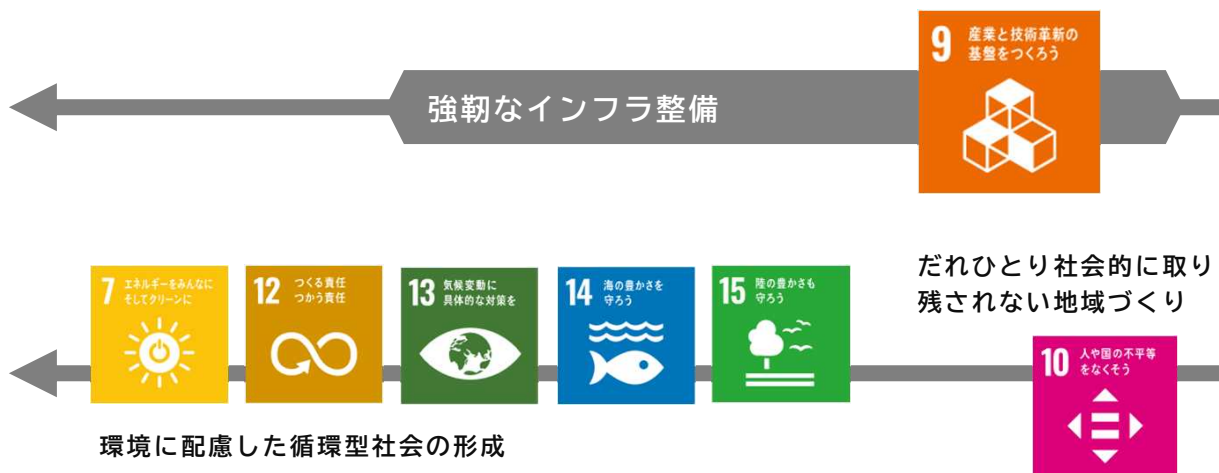 9 産業と技術革新の
基盤をつくろう
強靭なインフラ整備
だれひとり社会的に取り
残されない地域づくり
7 エネルギーをみんなに
そしてクリーンに
12 つくる責任
つかう責任
13 気候変動に
具体的な対策を
14 海の豊かさを
守ろう
15 陸の豊かさも
守ろう
10 人や国の不平等
をなくそう
環境に配慮した循環型社会の形成